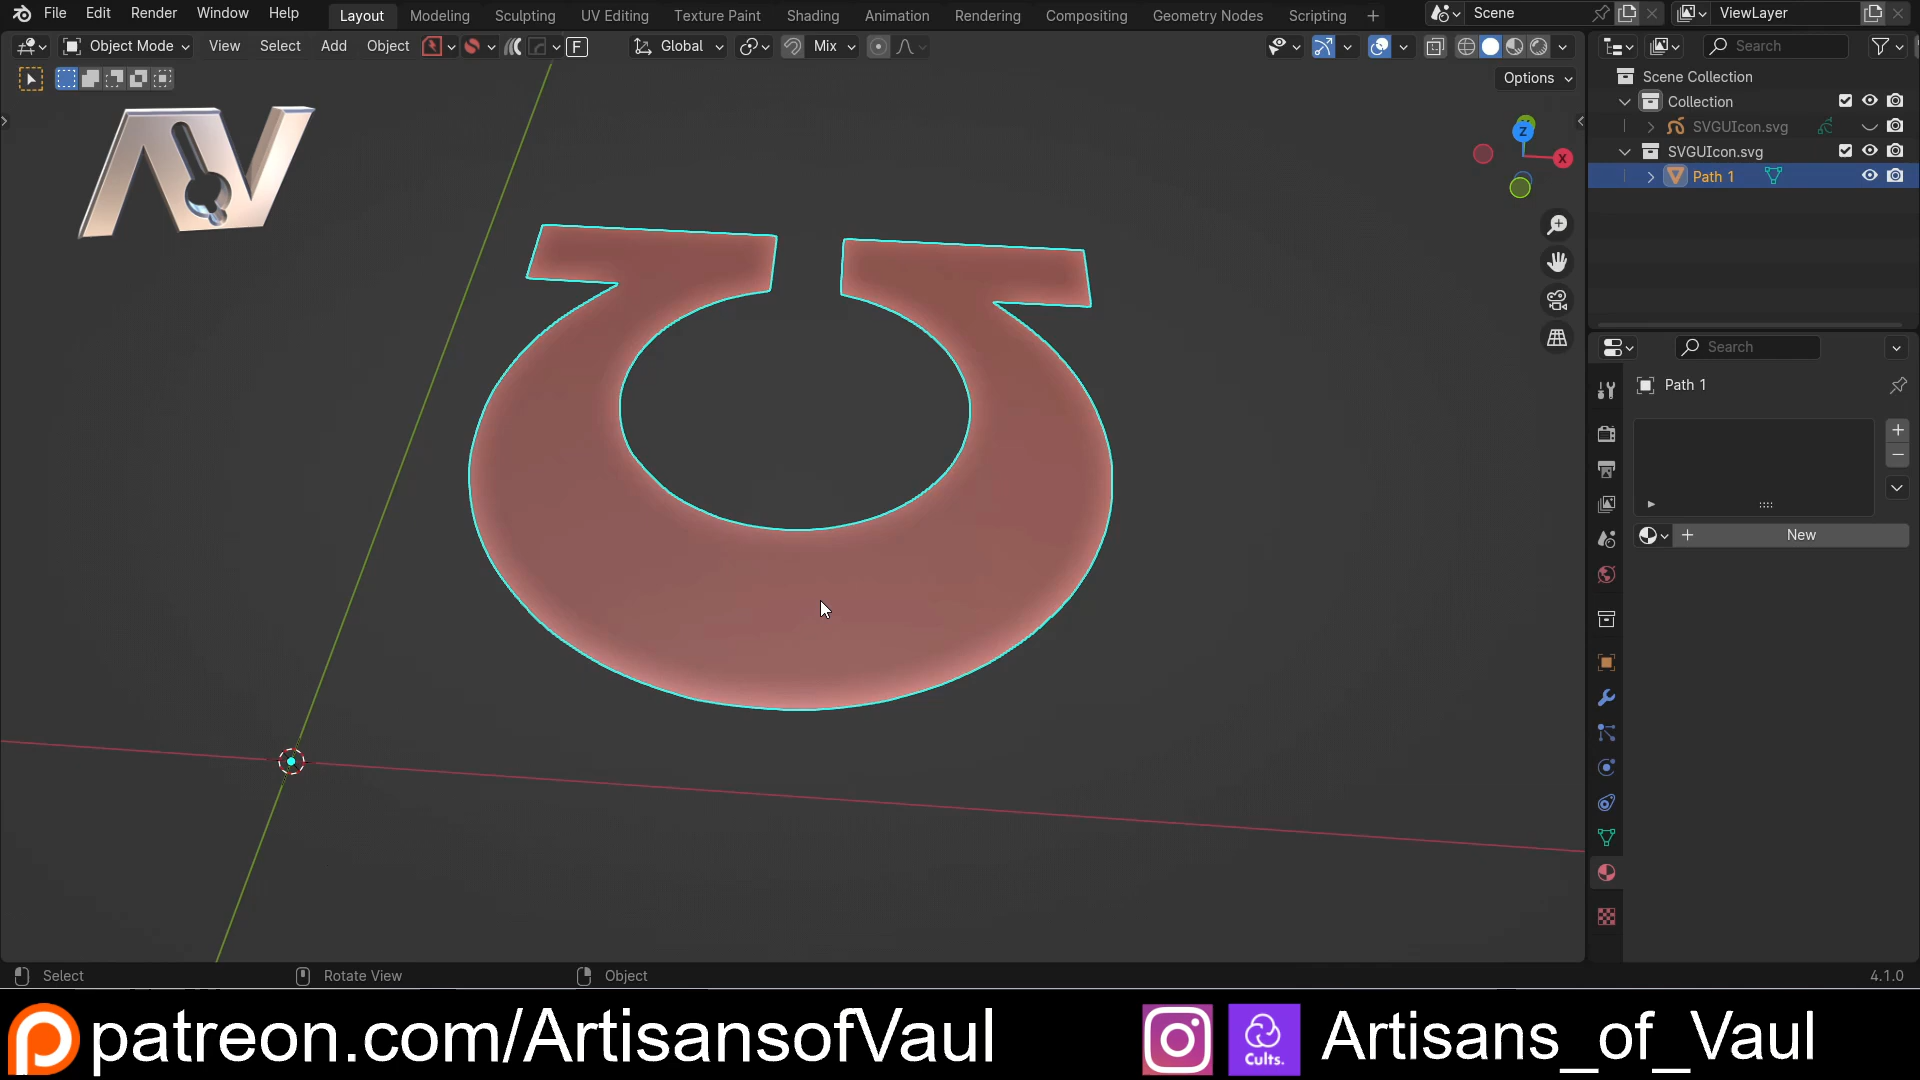 File Edit Render Window Help Layout Modeling Sculpting UV Editing Texture Paint Shading Animation Rendering Compositing Geometry Nodes Scripting + Scene ViewLayer
Object Mode View Select Add Object F Global Mix Search
Options
Scene Collection
Collection
SVGUIcon.svg
SVGUIcon.svg
Path 1
Z
X
Search
Path 1
New
Select Rotate View Object 4.1.0
patreon.com/ArtisansofVaul Cults. Artisans_of_Vaul